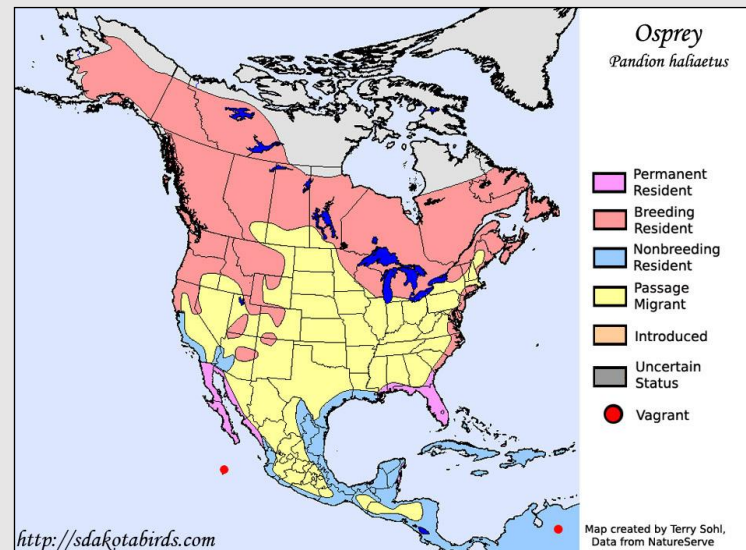 Osprey
Pandion haliaetus
Permanent
Resident
Breeding
Resident
Nonbreeding
Resident
Passage
Migrant
Introduced
Uncertain
Status
Vagrant
http://sdakotabirds.com
Map created by Terry Sohl,
Data from NatureServe